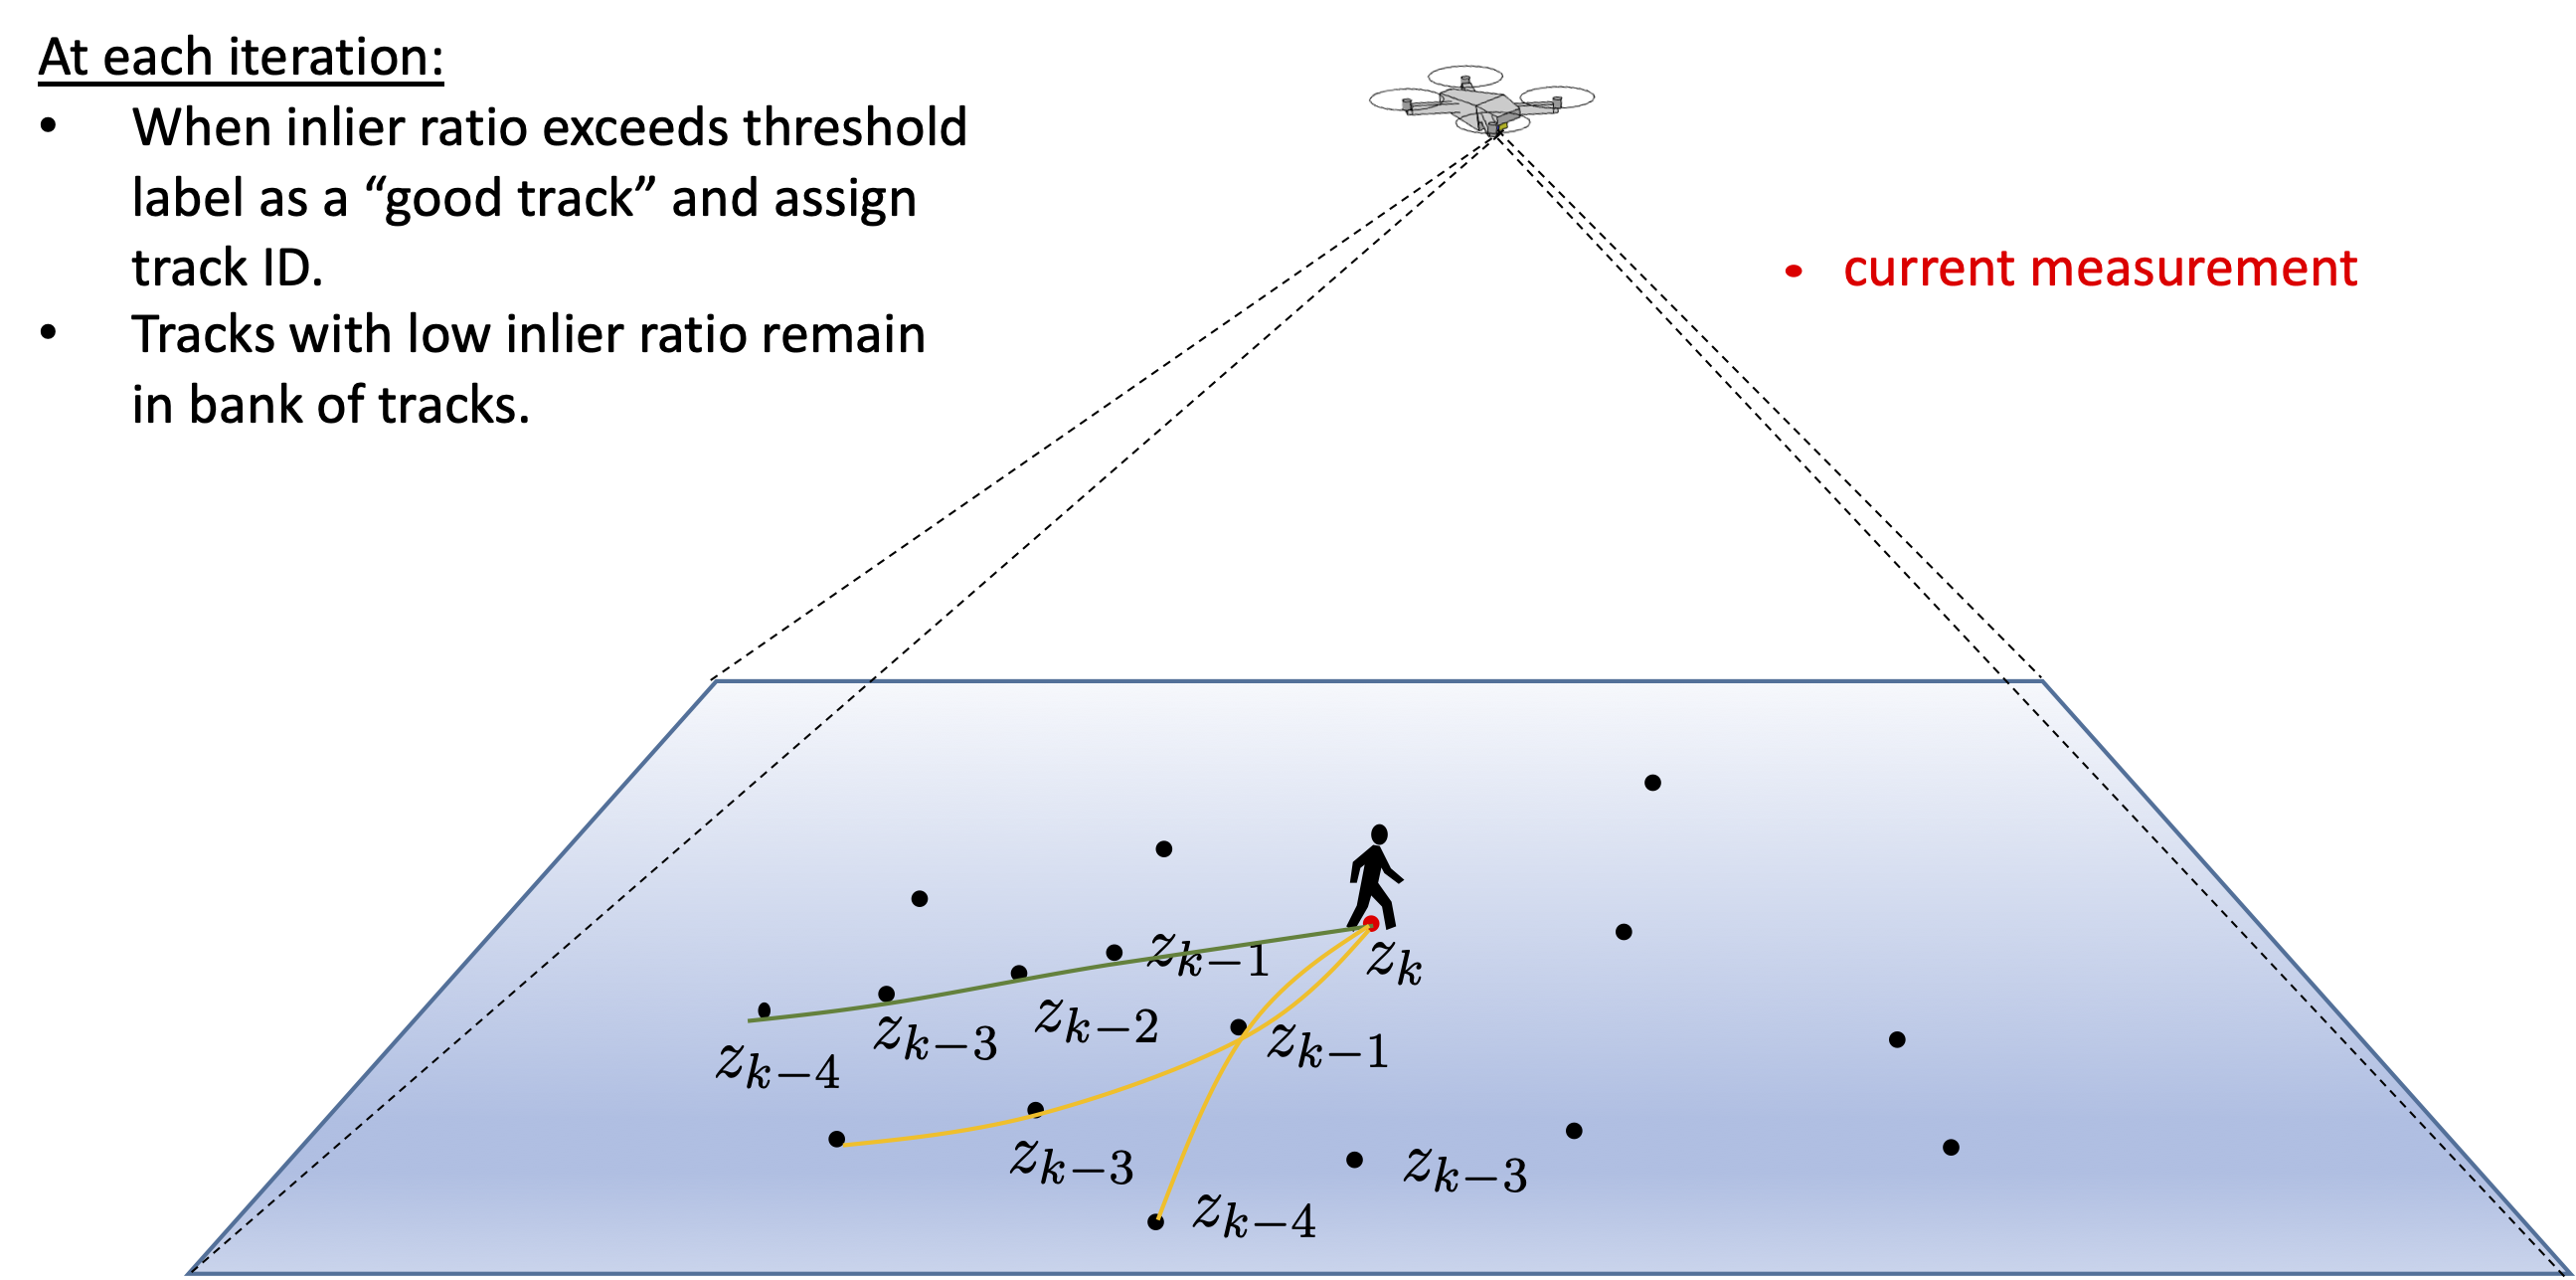 At each iteration:
• When inlier ratio exceeds threshold
label as a “good track” and assign
track ID.
• Tracks with low inlier ratio remain
in bank of tracks.
• current measurement
z_{k-1}
z_k
z_{k-2}
z_{k-3}
z_{k-4}
z_{k-1}
z_{k-3}
z_{k-3}
z_{k-4}